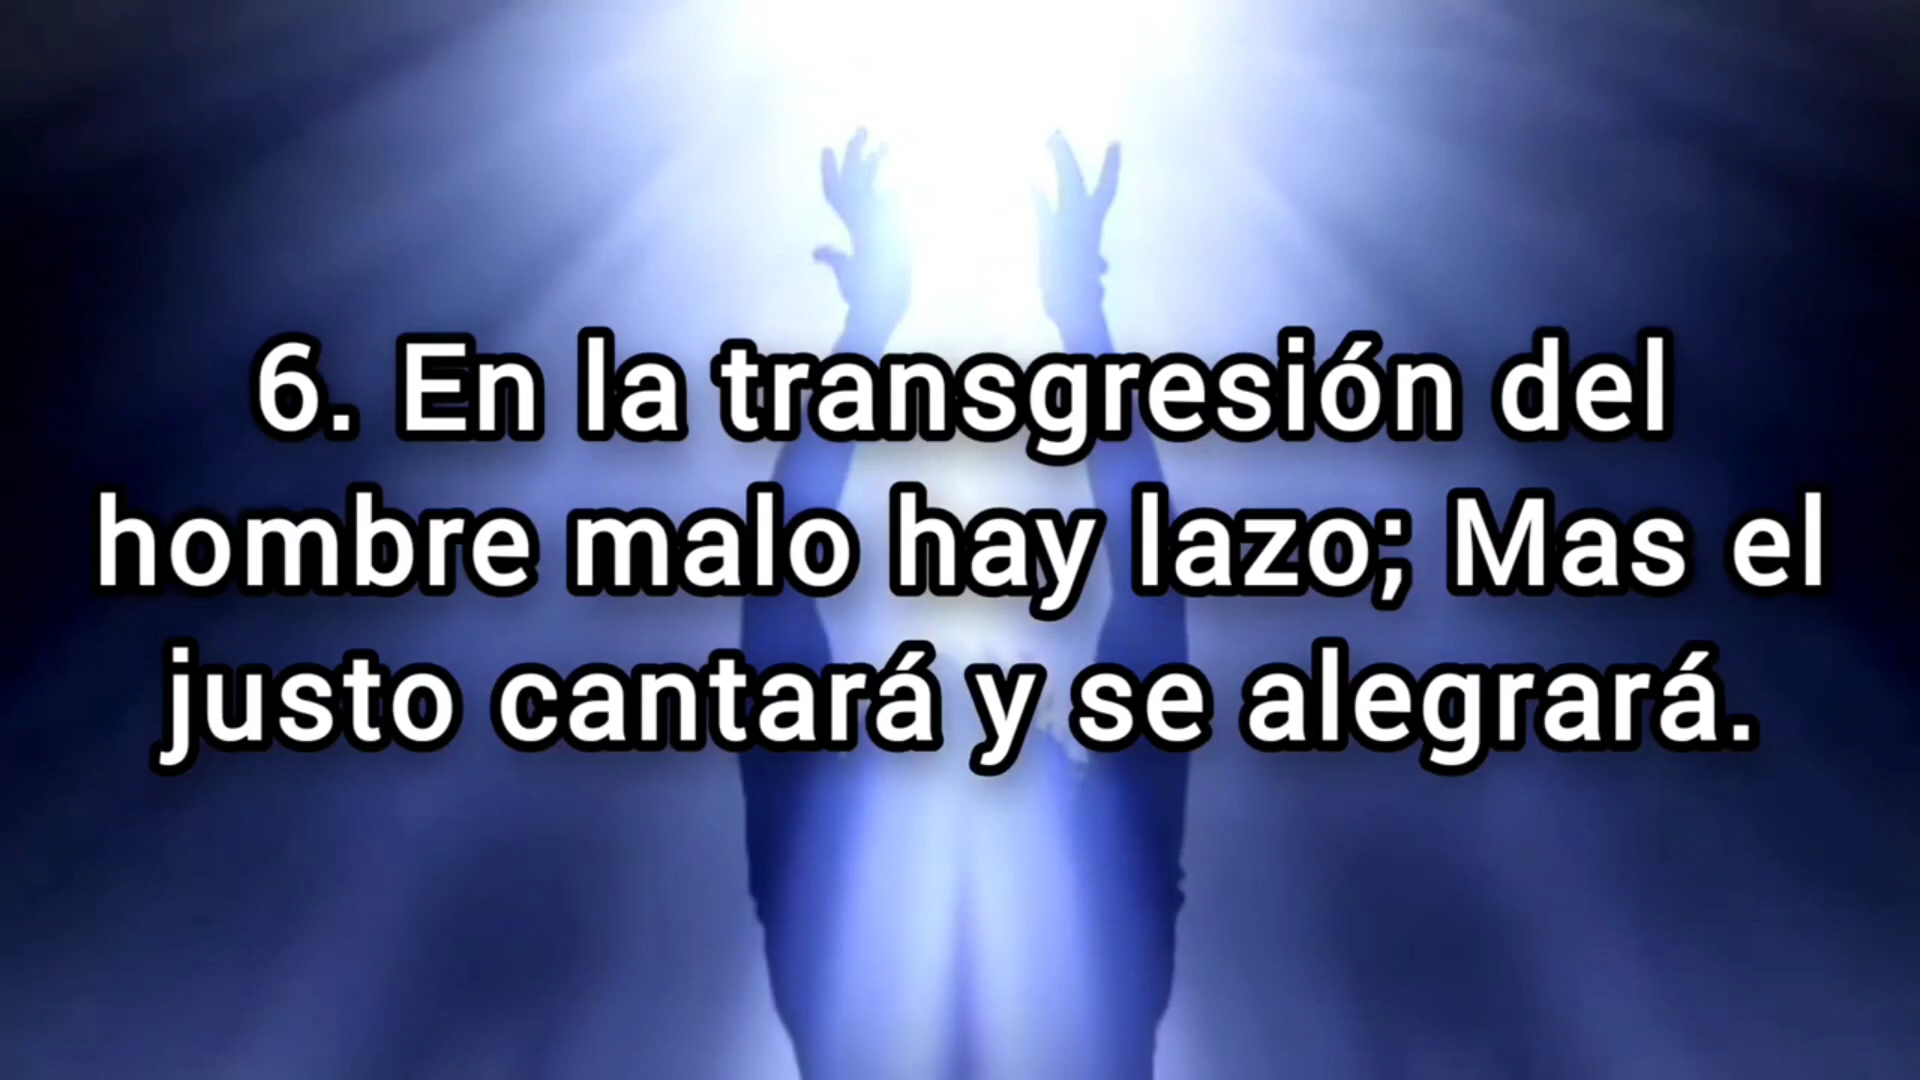 6. En la transgresión del
hombre malo hay lazo; Mas el
justo cantará y se alegrará.